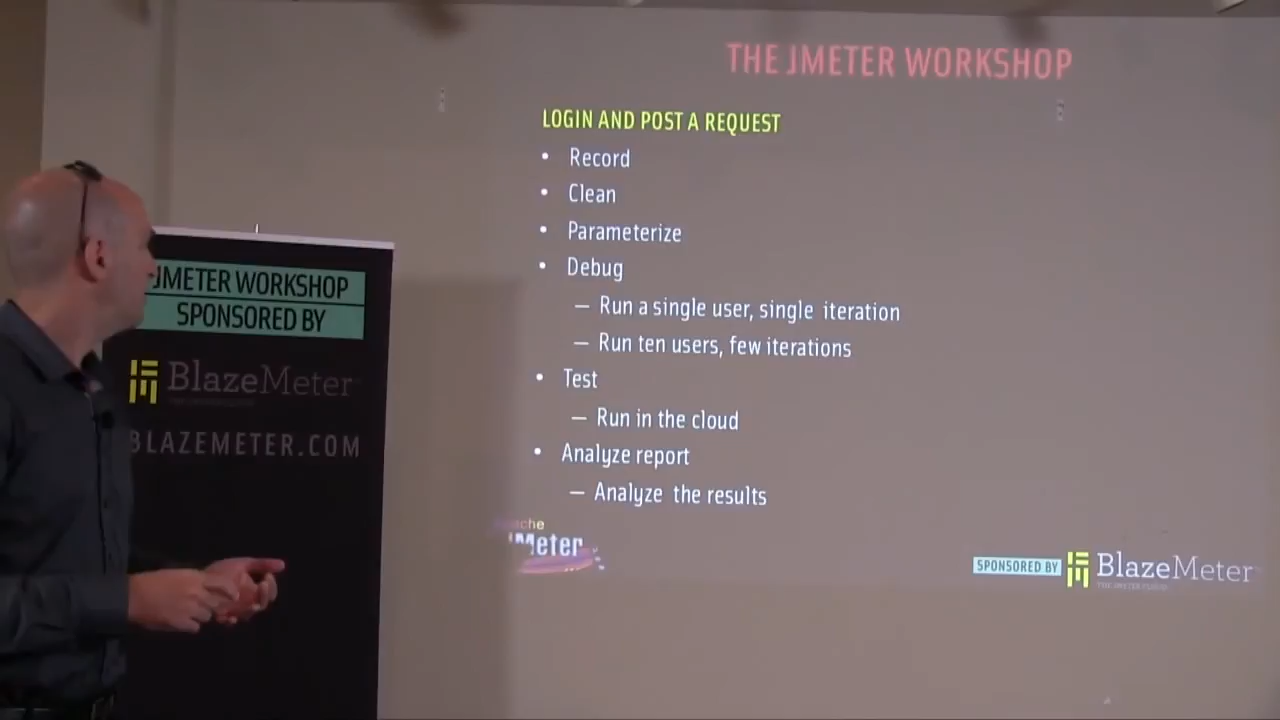 THE JMETER WORKSHOP
LOGIN AND POST A REQUEST
• Record
• Clean
• Parameterize
• Debug
– Run a single user, single iteration
– Run ten users, few iterations
• Test
– Run in the cloud
• Analyze report
– Analyze the results
JMETER WORKSHOP
SPONSORED BY
BlazeMeter
BLAZEMETER.COM
Meter
SPONSORED BY
BlazeMeter